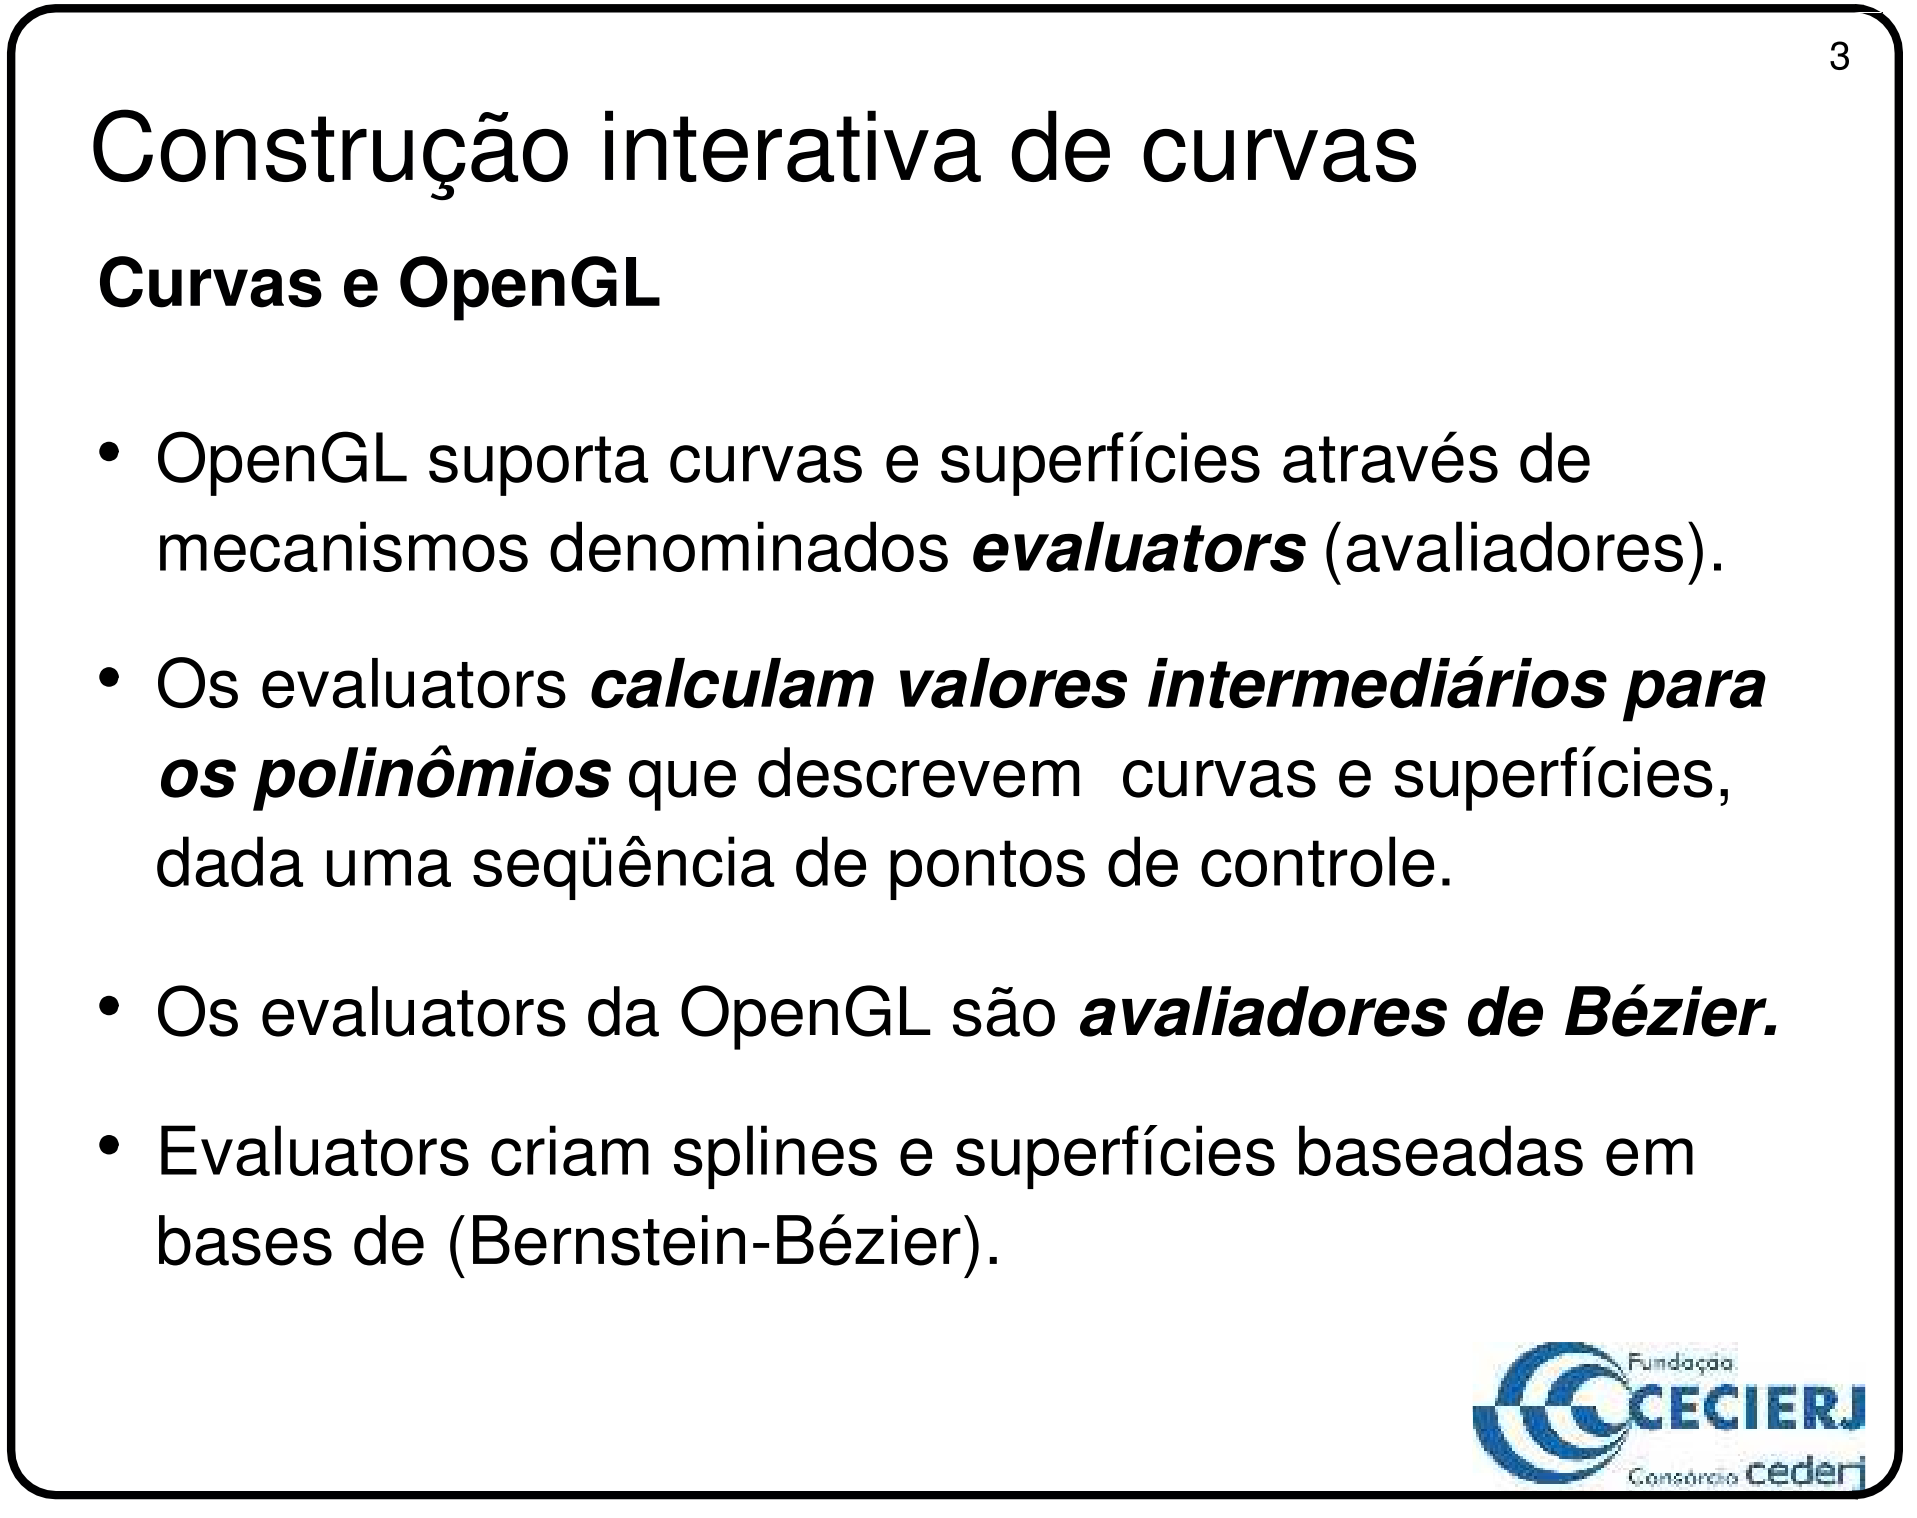 3
Construção interativa de curvas
Curvas e OpenGL
• OpenGL suporta curvas e superfícies através de
mecanismos denominados evaluators (avaliadores).
• Os evaluators calculam valores intermediários para
os polinômios que descrevem  curvas e superfícies,
dada uma seqüência de pontos de controle.
• Os evaluators da OpenGL são avaliadores de Bézier.
• Evaluators criam splines e superfícies baseadas em
bases de (Bernstein-Bézier).
Fundação
CECIERJ
Consórcio cederj